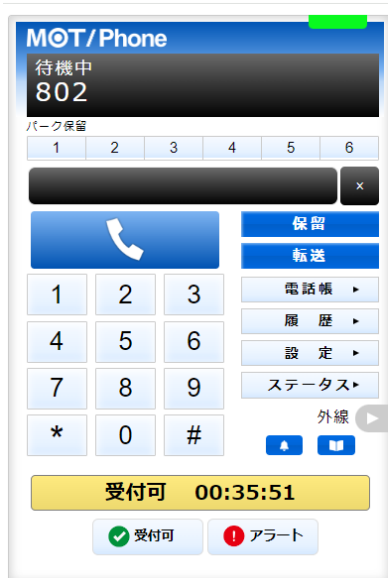 MOT/Phone
待機中
802
パーク保留
1 2 3 4 5 6
x
保留
転送
1 2 3
電話帳 ▸
履 歴 ▸
4 5 6
設 定 ▸
7 8 9
ステータス▸
外線
* 0 #
受付可 00:35:51
受付可 ! アラート